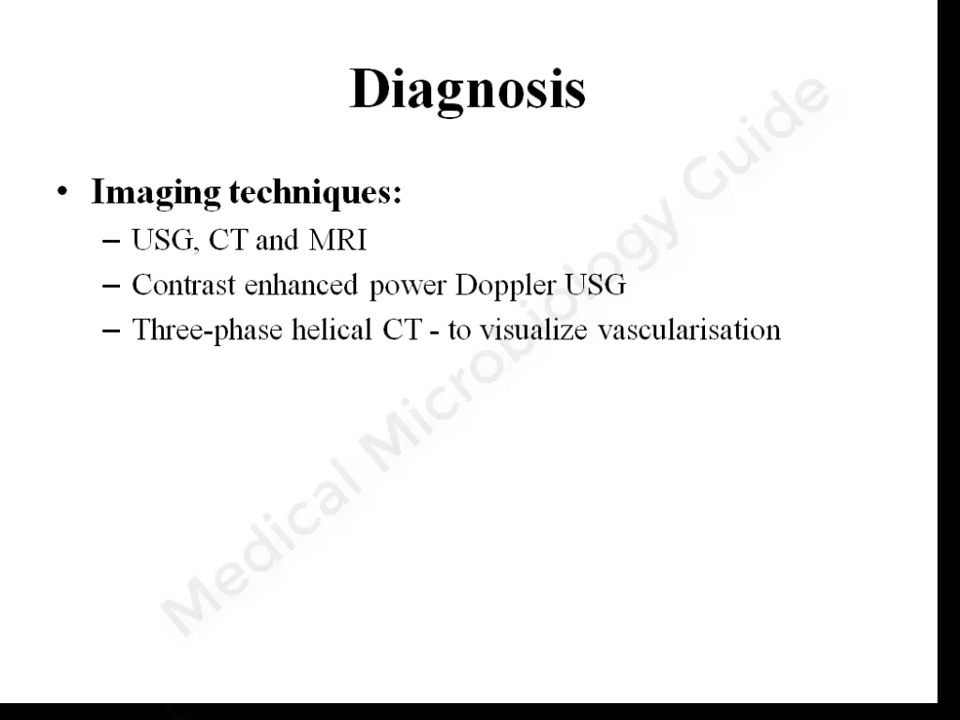 Diagnosis
• Imaging techniques:
– USG, CT and MRI
– Contrast enhanced power Doppler USG
– Three-phase helical CT - to visualize vascularisation
Medical Microbiology Guide